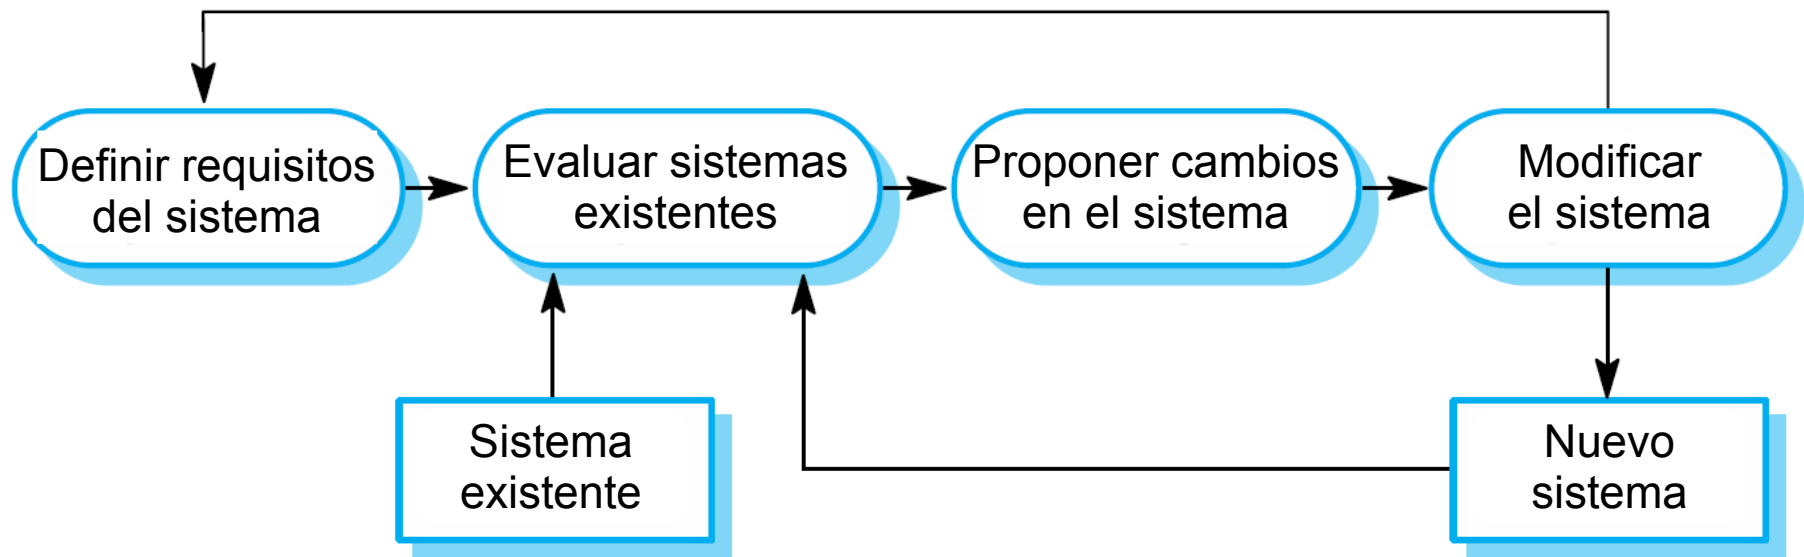 Definir requisitos
del sistema
Evaluar sistemas
existentes
Proponer cambios
en el sistema
Modificar
el sistema
Sistema
existente
Nuevo
sistema